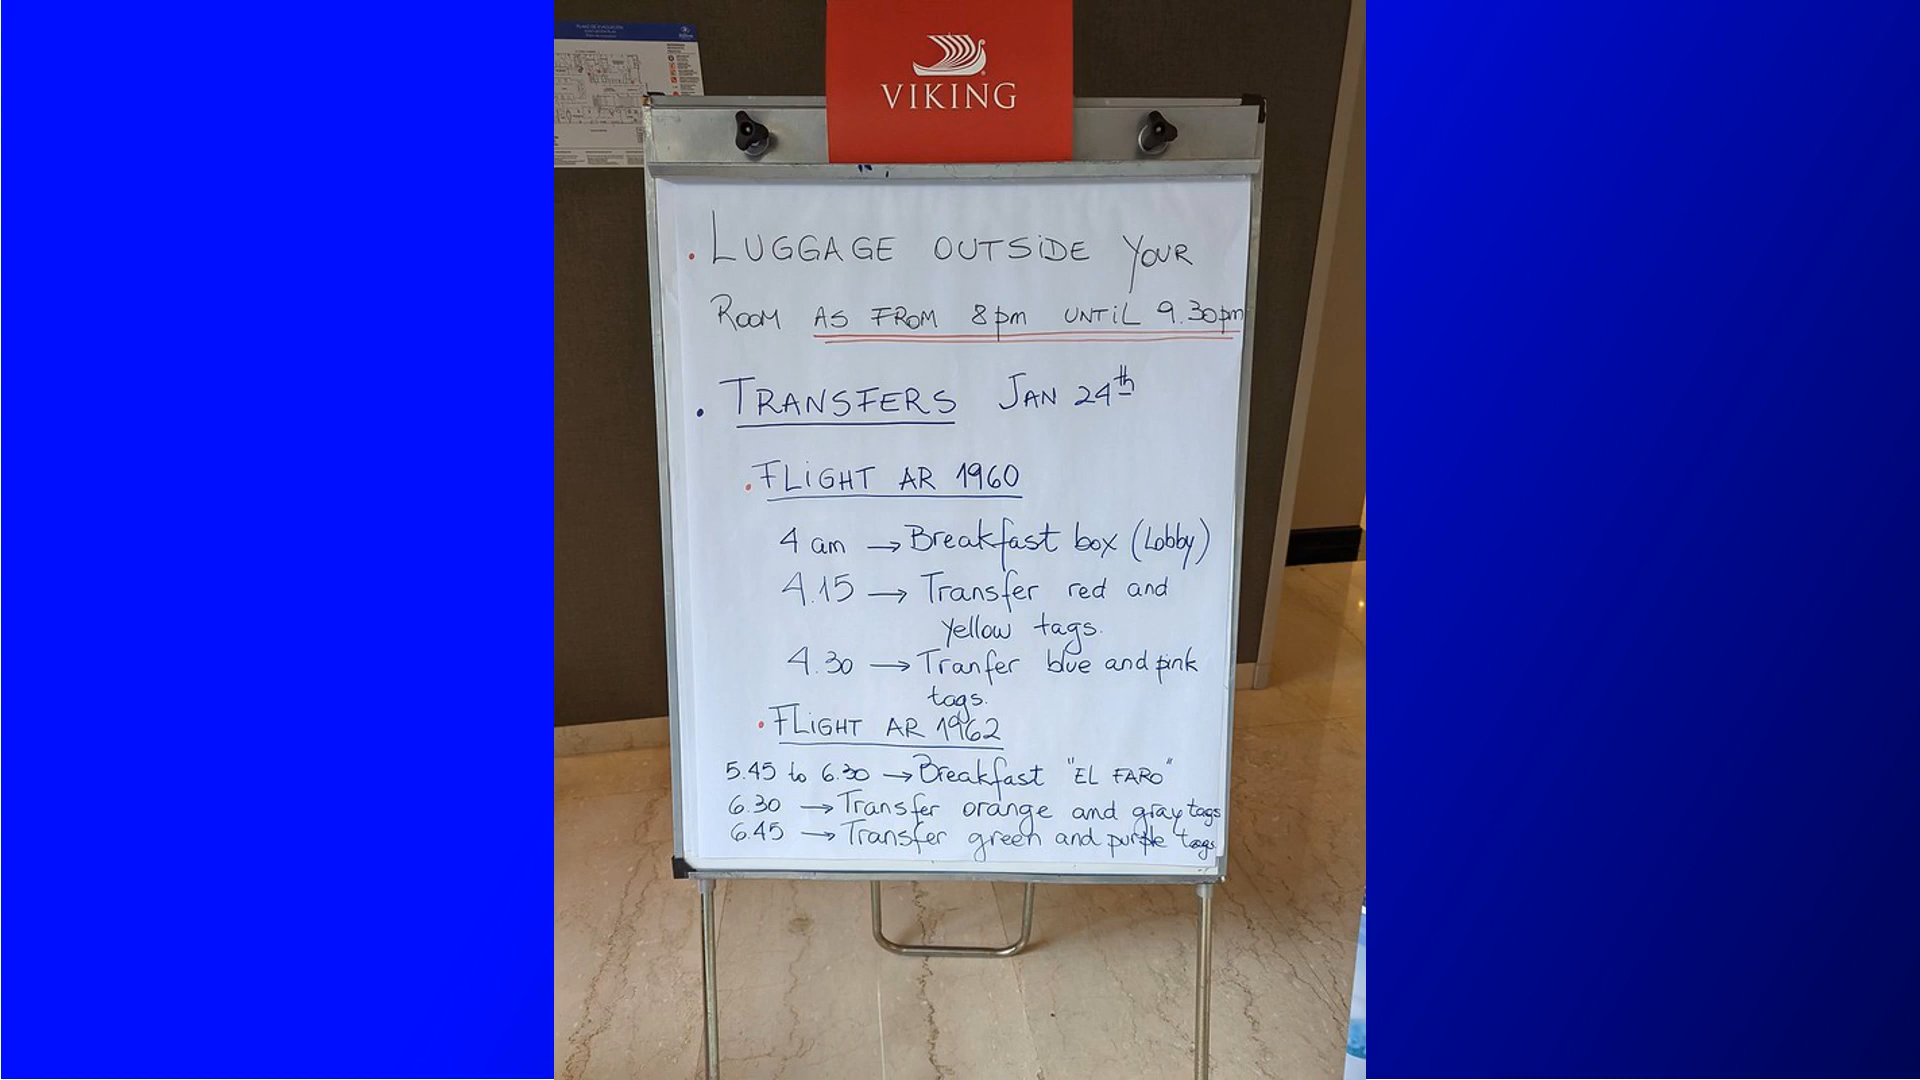 PLANO DE EVACUACIÓN
VIKING
. LUGGAGE OUTSiDE YOUR
ROOM AS FROM 8pm UNTiL 9.30pm
. TRANSFERS JAN 24th
. FLiGHT AR 1960
4 am → Breakfast box (Lobby)
4.15 → Transfer red and
yellow tags.
4.30 → Tranfer blue and pink
tags.
. FLiGHT AR 1962
5.45 to 6.30 → Breakfast "EL FARO"
6.30 → Transfer orange and gray tags
6.45 → Transfer green and purple tags